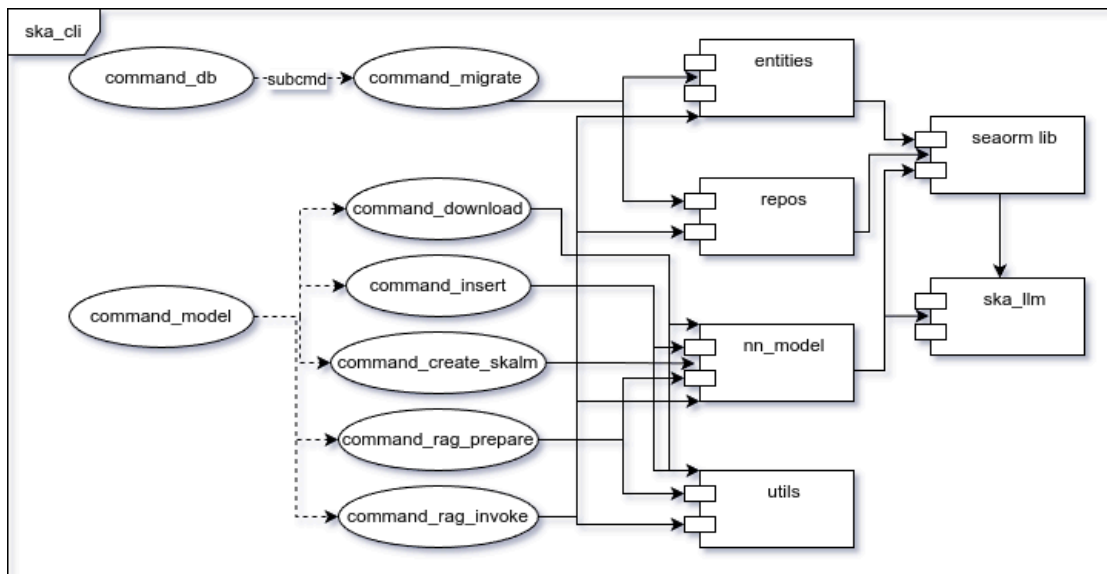 ska_cli
command_db
subcmd
command_migrate
entities
seaorm lib
command_download
repos
command_insert
ska_llm
command_model
nn_model
command_create_skalm
command_rag_prepare
utils
command_rag_invoke